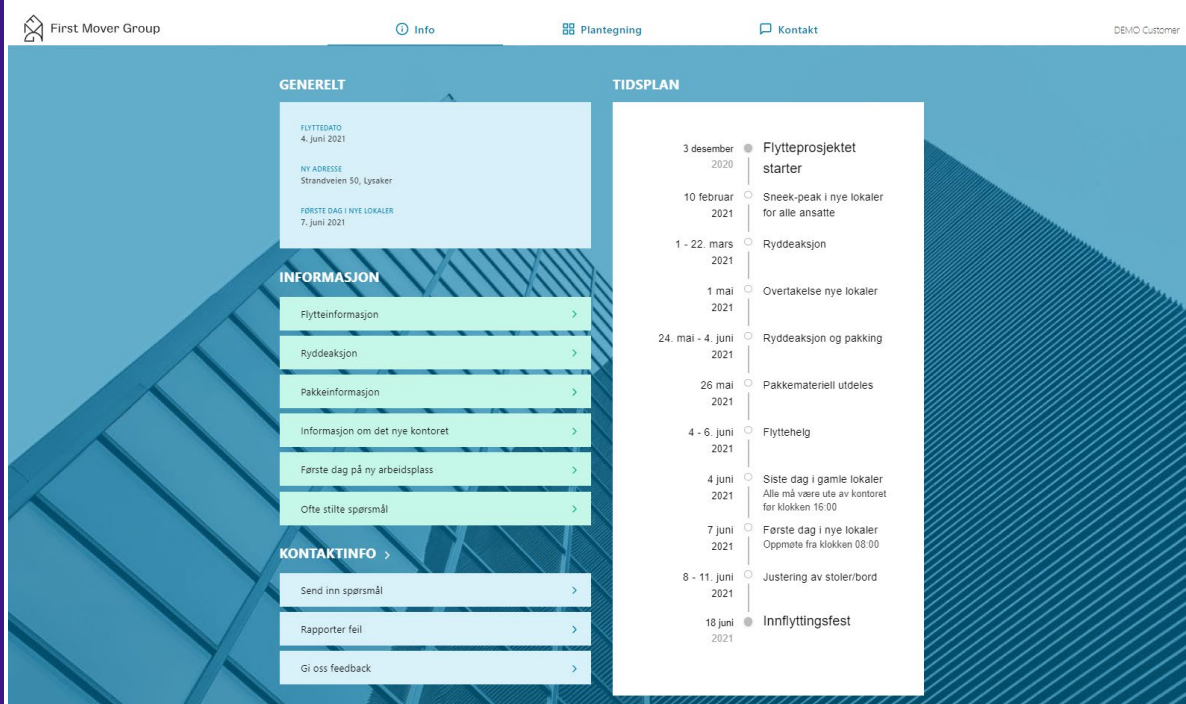 First Mover Group
Info
Plantegning
Kontakt
DEMO Customer
GENERELT
FLYTTEDATO
4. juni 2021
NY ADRESSE
Strandveien 50, Lysaker
FØRSTE DAG I NYE LOKALER
7. juni 2021
INFORMASJON
Flytteinformasjon
Ryddeaksjon
Pakkeinformasjon
Informasjon om det nye kontoret
Første dag på ny arbeidsplass
Ofte stilte spørsmål
KONTAKTINFO
Send inn spørsmål
Rapporter feil
Gi oss feedback
TIDSPLAN
3 desember Flytteprosjektet
2020 starter
10 februar Sneek-peak i nye lokaler
2021 for alle ansatte
1 - 22. mars Ryddeaksjon
2021
1 mai Overtakelse nye lokaler
2021
24. mai - 4. juni Ryddeaksjon og pakking
2021
26 mai Pakkemateriell utdeles
2021
4 - 6. juni Flyttehelg
2021
4 juni Siste dag i gamle lokaler
2021 Alle må være ute av kontoret
før klokken 16:00
7 juni Første dag i nye lokaler
2021 Oppmøte fra klokken 08:00
8 - 11. juni Justering av stoler/bord
2021
18 juni Innflyttingsfest
2021